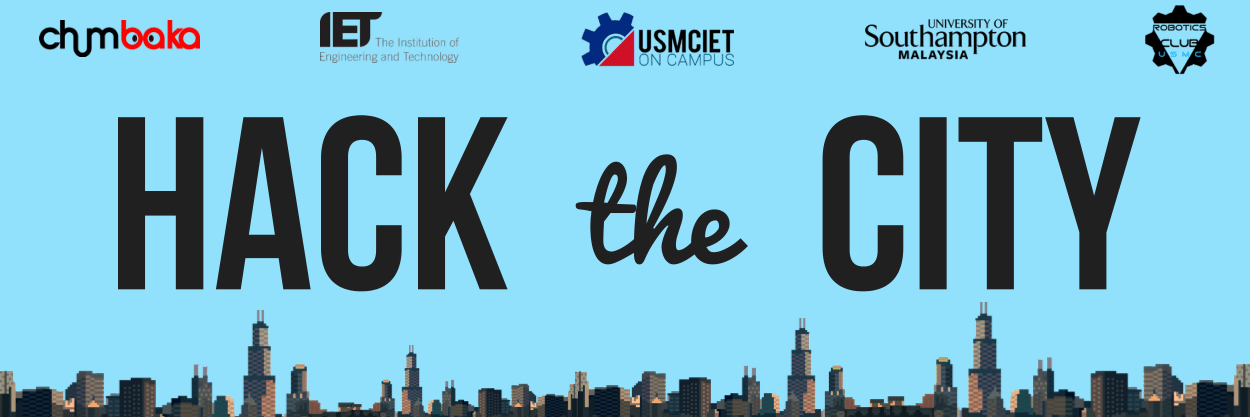 chumbaka
IET The Institution of
Engineering and Technology
USMCIET
ON CAMPUS
UNIVERSITY OF
Southampton
MALAYSIA
ROBOTICS
CLUB
USMC
HACK the CITY